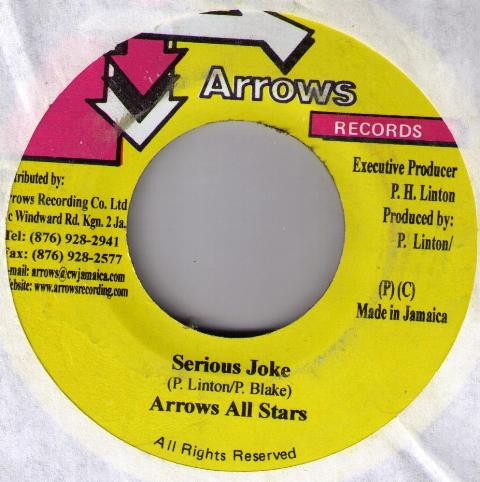 Arrows
RECORDS
Executive Producer
P. H. Linton
Produced by:
P. Linton/
(P) (C)
Made in Jamaica
tributed by:
rrows Recording Co. Ltd
c Windward Rd. Kgn. 2 Ja.
Tel: (876) 928-2941
Fax: (876) 928-2577
-mail: arrows@cwjamaica.com
ebsite: www.arrowsrecording.com
Serious Joke
(P. Linton/P. Blake)
Arrows All Stars
All Rights Reserved